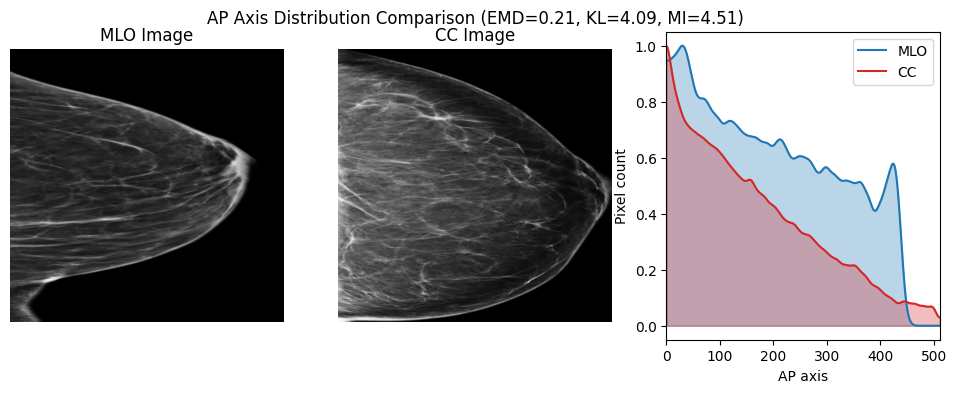 AP Axis Distribution Comparison (EMD=0.21, KL=4.09, MI=4.51)
MLO Image
CC Image
MLO
CC
Pixel count
1.0
0.8
0.6
0.4
0.2
0.0
0 100 200 300 400 500
AP axis